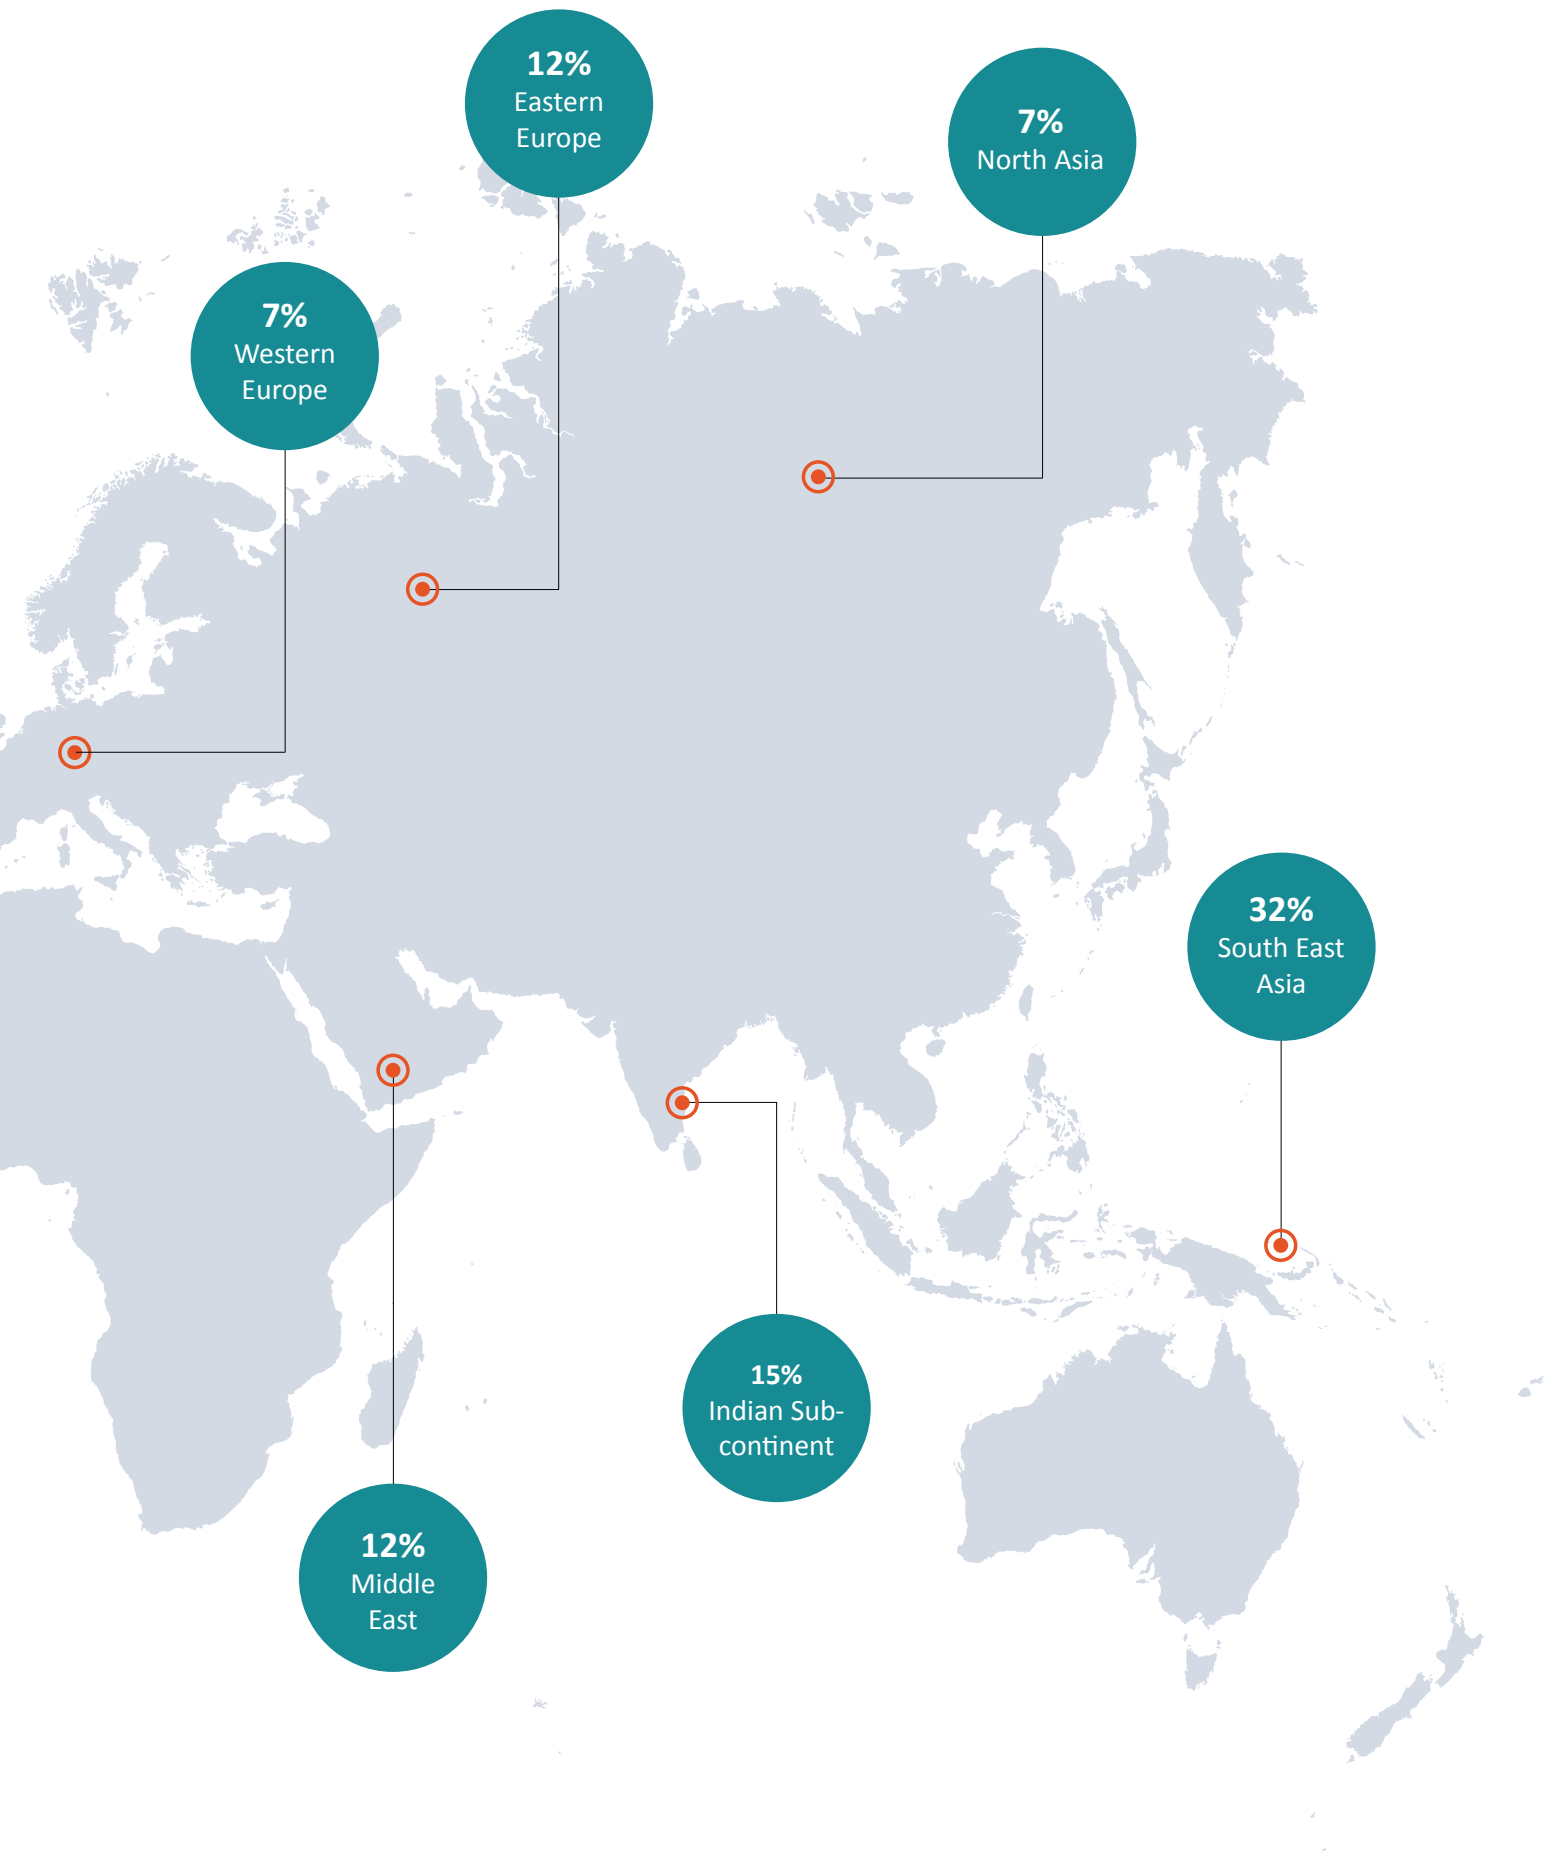 12%
Eastern
Europe
7%
North Asia
7%
Western
Europe
32%
South East
Asia
15%
Indian Sub-
continent
12%
Middle
East